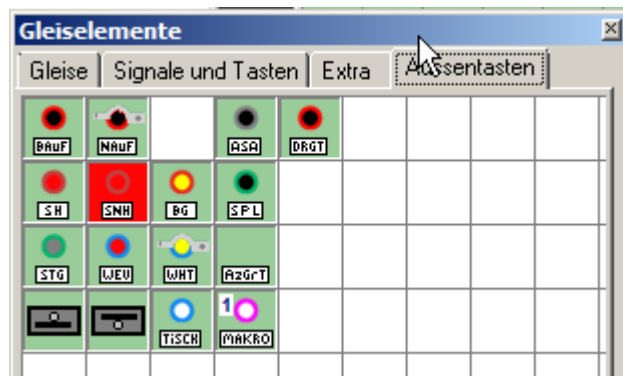 Gleiselemente
Gleise Signale und Tasten Extra Aussentasten
BAuF NAuF ASA DRGT
SH SNH BG SPL
STG WEU WHT AzGrT
1
TiSCH MAKRO